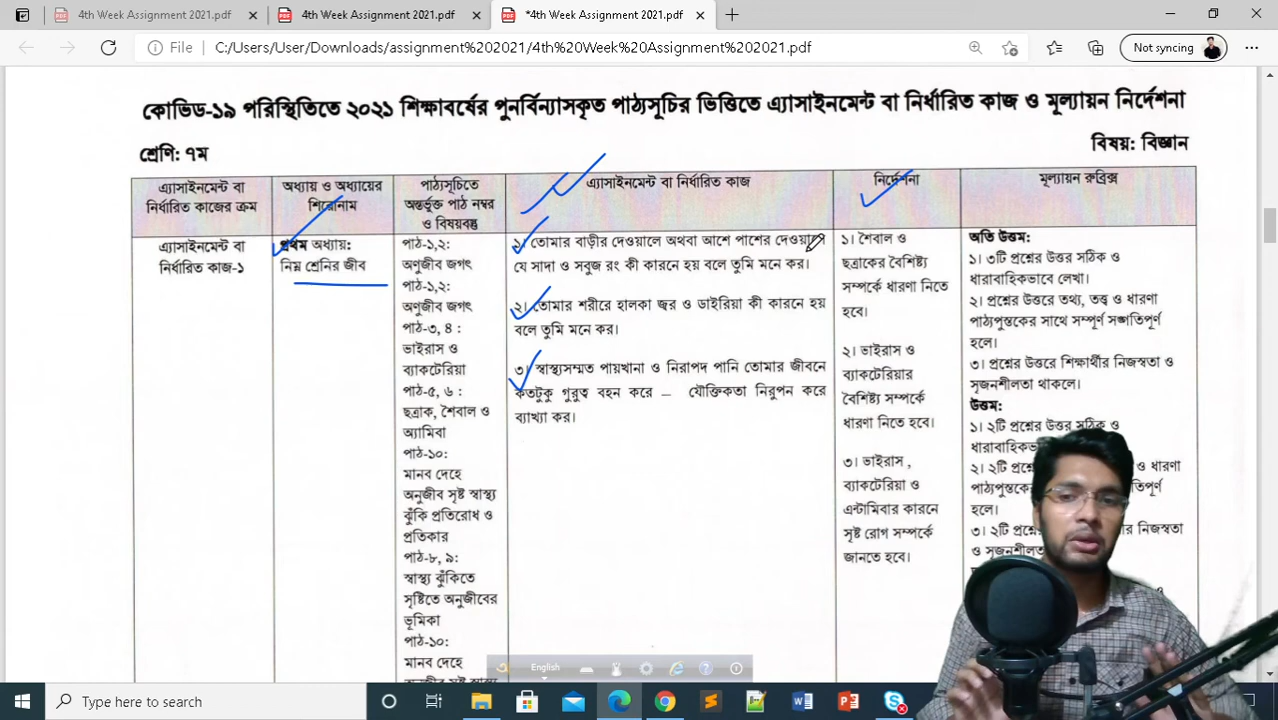 4th Week Assignment 2021.pdf
4th Week Assignment 2021.pdf
*4th Week Assignment 2021.pdf
File
C:/Users/User/Downloads/assignment%202021/4th%20Week%20Assignment%202021.pdf
Not syncing
কোভিড-১৯ পরিস্থিতিতে ২০২১ শিক্ষাবর্ষের পুনর্বিন্যাসকৃত পাঠ্যসূচির ভিত্তিতে এ্যাসাইনমেন্ট বা নির্ধারিত কাজ ও মূল্যায়ন নির্দেশনা
শ্রেণি: ৭ম
বিষয়: বিজ্ঞান
এ্যাসাইনমেন্ট বা
নির্ধারিত কাজের ক্রম
অধ্যায় ও অধ্যায়ের
শিরোনাম
পাঠ্যসূচিতে
অন্তর্ভুক্ত পাঠ নম্বর
ও বিষয়বস্তু
এ্যাসাইনমেন্ট বা নির্ধারিত কাজ
নির্দেশনা
মূল্যায়ন রুব্রিক্স
এ্যাসাইনমেন্ট বা
নির্ধারিত কাজ-১
প্রথম অধ্যায়:
নিম্ন শ্রেনির জীব
পাঠ-১,২:
অণুজীব জগৎ
পাঠ-১,২:
অণুজীব জগৎ
পাঠ-৩, ৪ :
ভাইরাস ও
ব্যাকটেরিয়া
পাঠ-৫, ৬ :
ছত্রাক, শৈবাল ও
অ্যামিবা
পাঠ-১০:
মানব দেহে
অনুজীব সৃষ্ট স্বাস্থ্য
ঝুঁকি প্রতিরোধ ও
প্রতিকার
পাঠ-৮, ৯:
স্বাস্থ্য ঝুঁকিতে
সৃষ্টিতে অনুজীবের
ভূমিকা
পাঠ-১০:
মানব দেহে
১। তোমার বাড়ীর দেওয়ালে অথবা আশে পাশের দেওয়ালে
যে সাদা ও সবুজ রং কী কারনে হয় বলে তুমি মনে কর।
২। তোমার শরীরে হালকা জ্বর ও ডাইরিয়া কী কারনে হয়
বলে তুমি মনে কর।
৩। স্বাস্থ্যসম্মত পায়খানা ও নিরাপদ পানি তোমার জীবনে
কতটুকু গুরুত্ব বহন করে – যৌক্তিকতা নিরুপন করে
ব্যাখ্যা কর।
১। শৈবাল ও
ছত্রাকের বৈশিষ্ট্য
সম্পর্কে ধারণা নিতে
হবে।
২। ভাইরাস ও
ব্যাকটেরিয়ার
বৈশিষ্ট্য সম্পর্কে
ধারণা নিতে হবে।
৩। ভাইরাস ,
ব্যাকটেরিয়া ও
এন্টামিবার কারনে
সৃষ্ট রোগ সম্পর্কে
জানতে হবে।
অতি উত্তম:
১। ৩টি প্রশ্নের উত্তর সঠিক ও
ধারাবাহিকভাবে লেখা।
২। প্রশ্নের উত্তরে তথ্য, তত্ত্ব ও ধারণা
পাঠ্যপুস্তকের সাথে সম্পূর্ণ সঙ্গতিপূর্ণ
হলে।
৩। প্রশ্নের উত্তরে শিক্ষার্থীর নিজস্বতা ও
সৃজনশীলতা থাকলে।
উত্তম:
১। ২টি প্রশ্নের উত্তর সঠিক ও
২। ২টি ও ধারণা
হলে।
৩। ২টি নিজস্বতা
ও
English
Type here to search